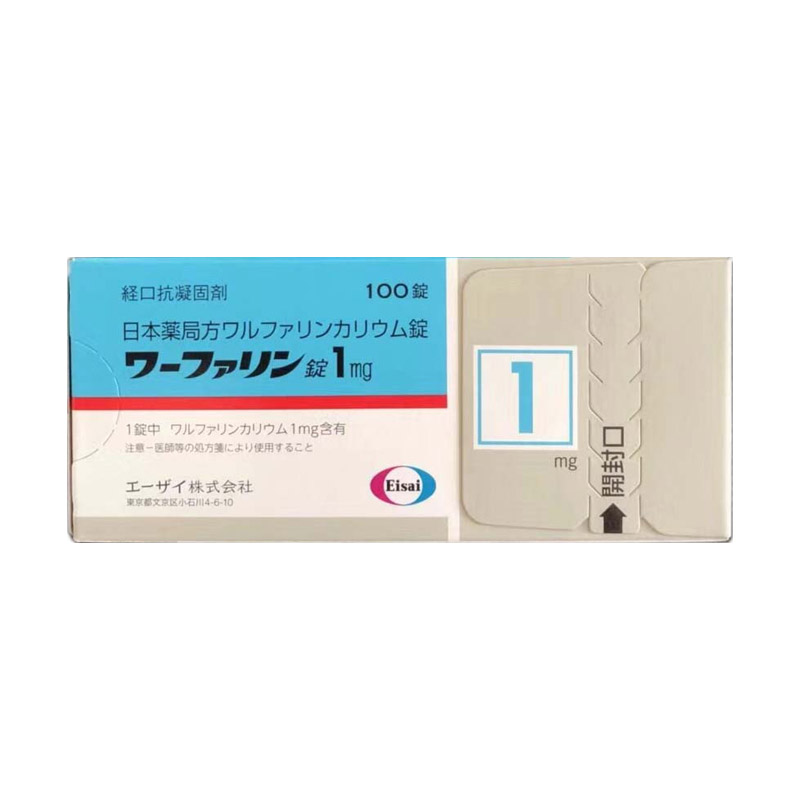 経口抗凝固剤 100錠
日本薬局方ワルファリンカリウム錠
ワーファリン錠1mg
1錠中 ワルファリンカリウム1mg含有
注意－医師等の処方箋により使用すること
エーザイ株式会社
東京都文京区小石川4-6-10
Eisai
1
mg
開封口